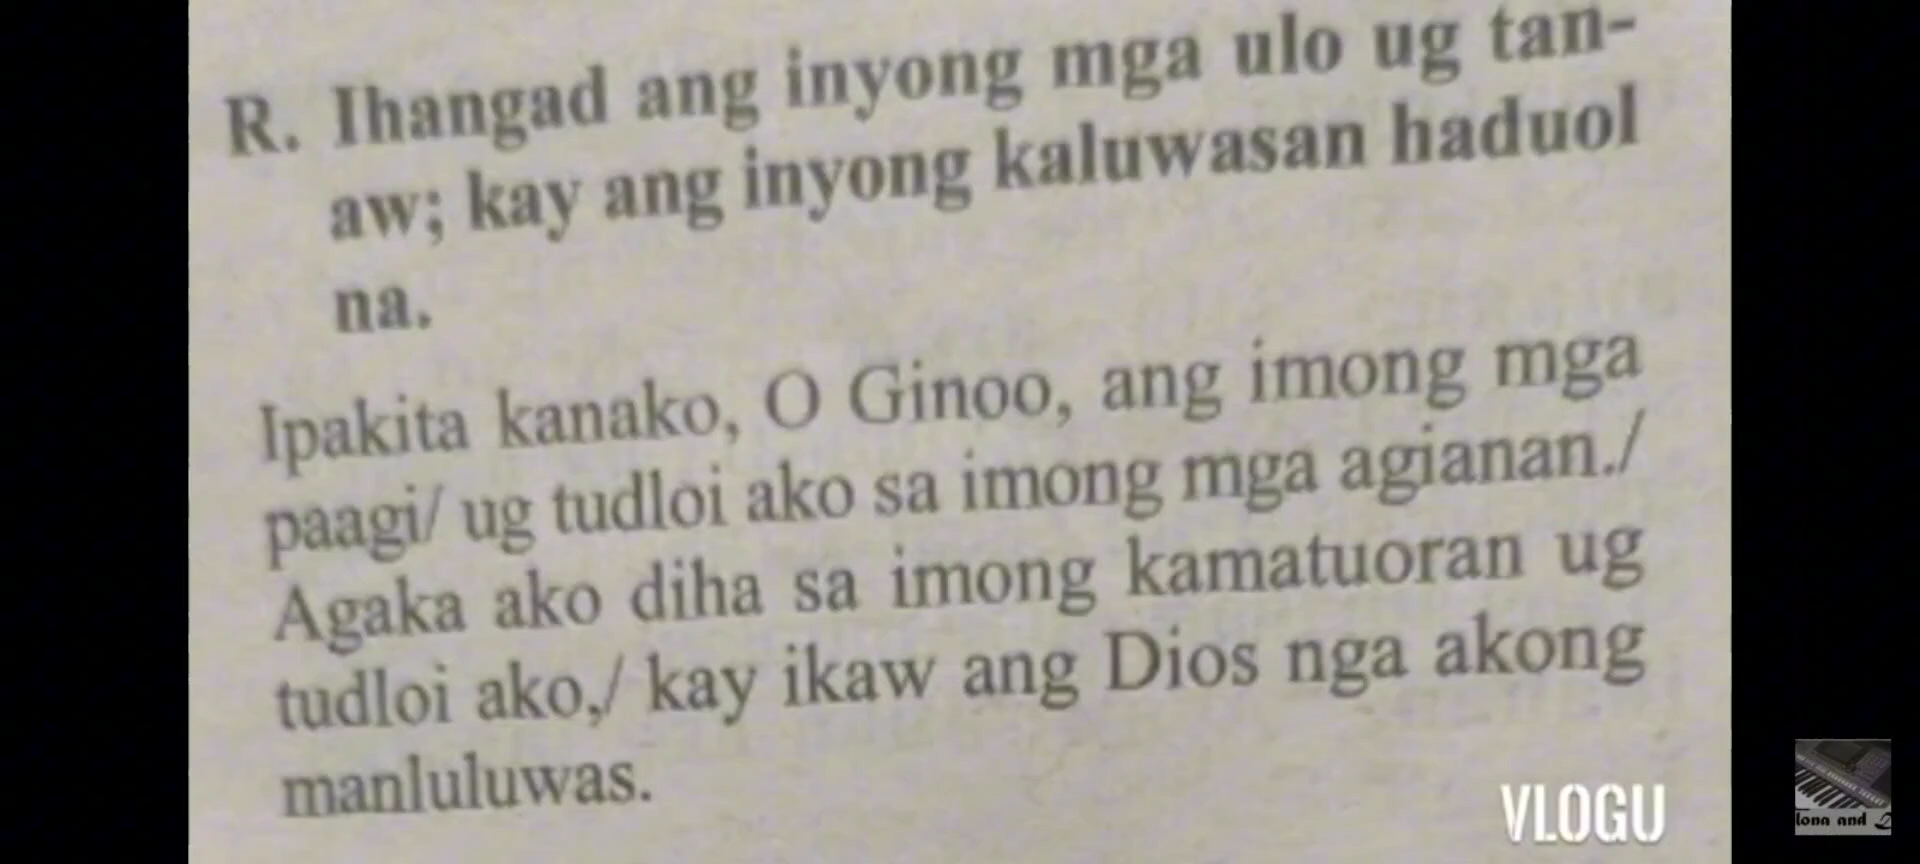 R. Ihangad ang inyong mga ulo ug tan-
aw; kay ang inyong kaluwasan haduol
na.
Ipakita kanako, O Ginoo, ang imong mga
paagi/ ug tudloi ako sa imong mga agianan./
Agaka ako diha sa imong kamatuoran ug
tudloi ako,/ kay ikaw ang Dios nga akong
manluluwas.
VLOGU
and